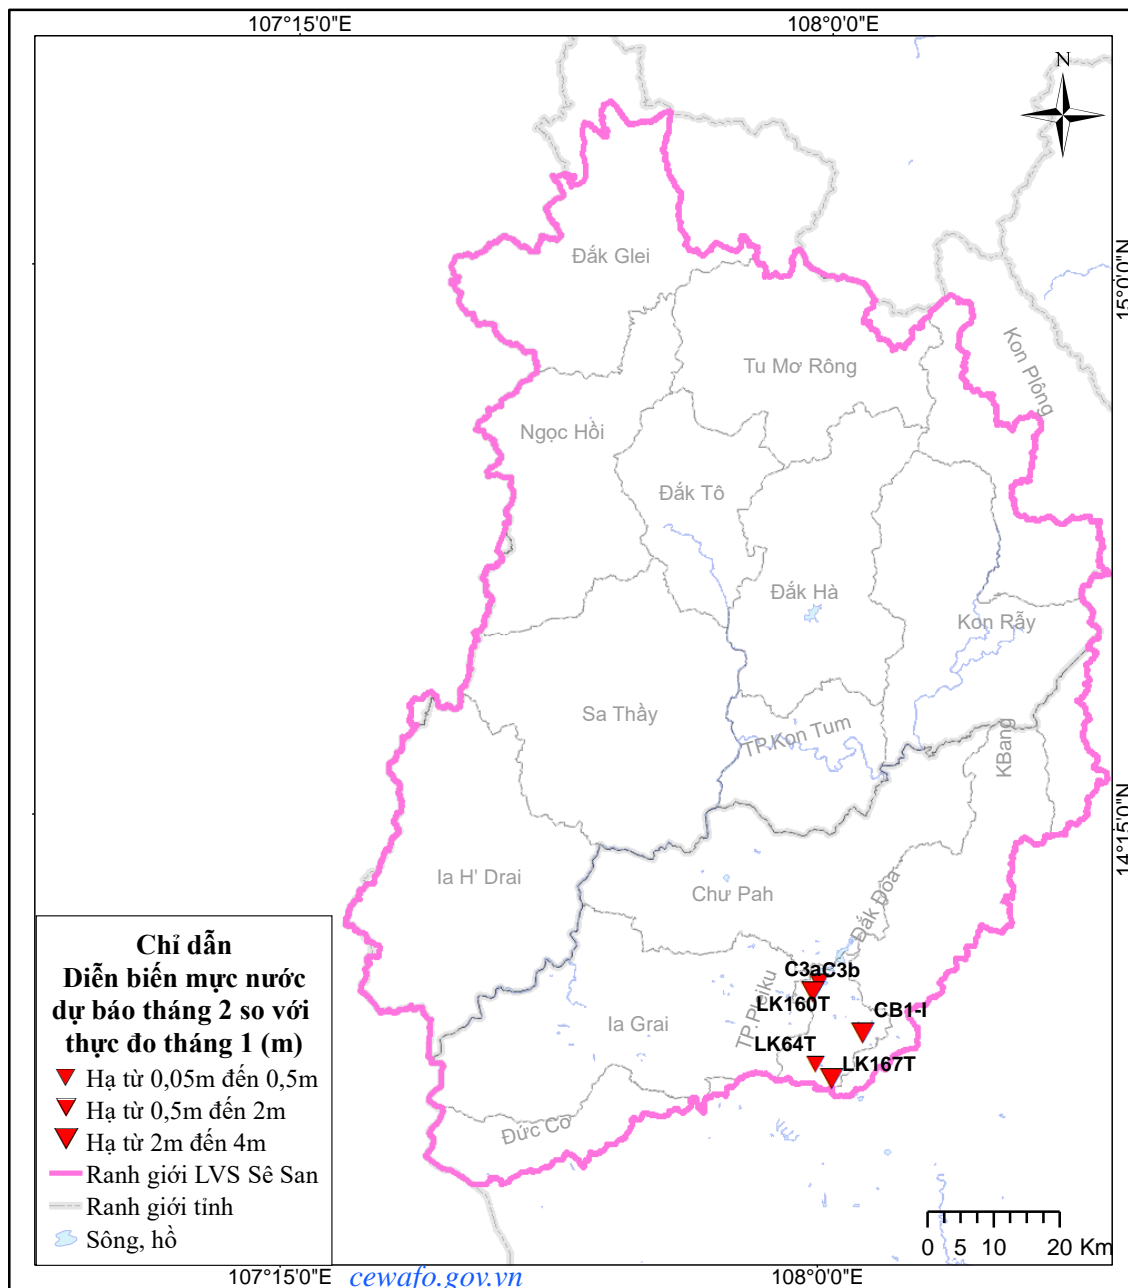 107°15'0"E
108°0'0"E
N
15°0'0"N
Đắk Glei
Kon Plông
Tu Mơ Rông
Ngọc Hồi
Đắk Tô
Đắk Hà
Kon Rẫy
Sa Thầy
TP.Kon Tum
KBang
14°15'0"N
Ia H' Drai
Chư Pah
Đắk Đóa
C3aC3b
LK160T
TP.Pleiku
CB1-I
Ia Grai
LK64T
LK167T
Đức Cơ
Chỉ dẫn
Diễn biến mực nước
dự báo tháng 2 so với
thực đo tháng 1 (m)
Hạ từ 0,05m đến 0,5m
Hạ từ 0,5m đến 2m
Hạ từ 2m đến 4m
Ranh giới LVS Sê San
Ranh giới tỉnh
Sông, hồ
0 5 10 20 Km
107°15'0"E
cewafo.gov.vn
108°0'0"E